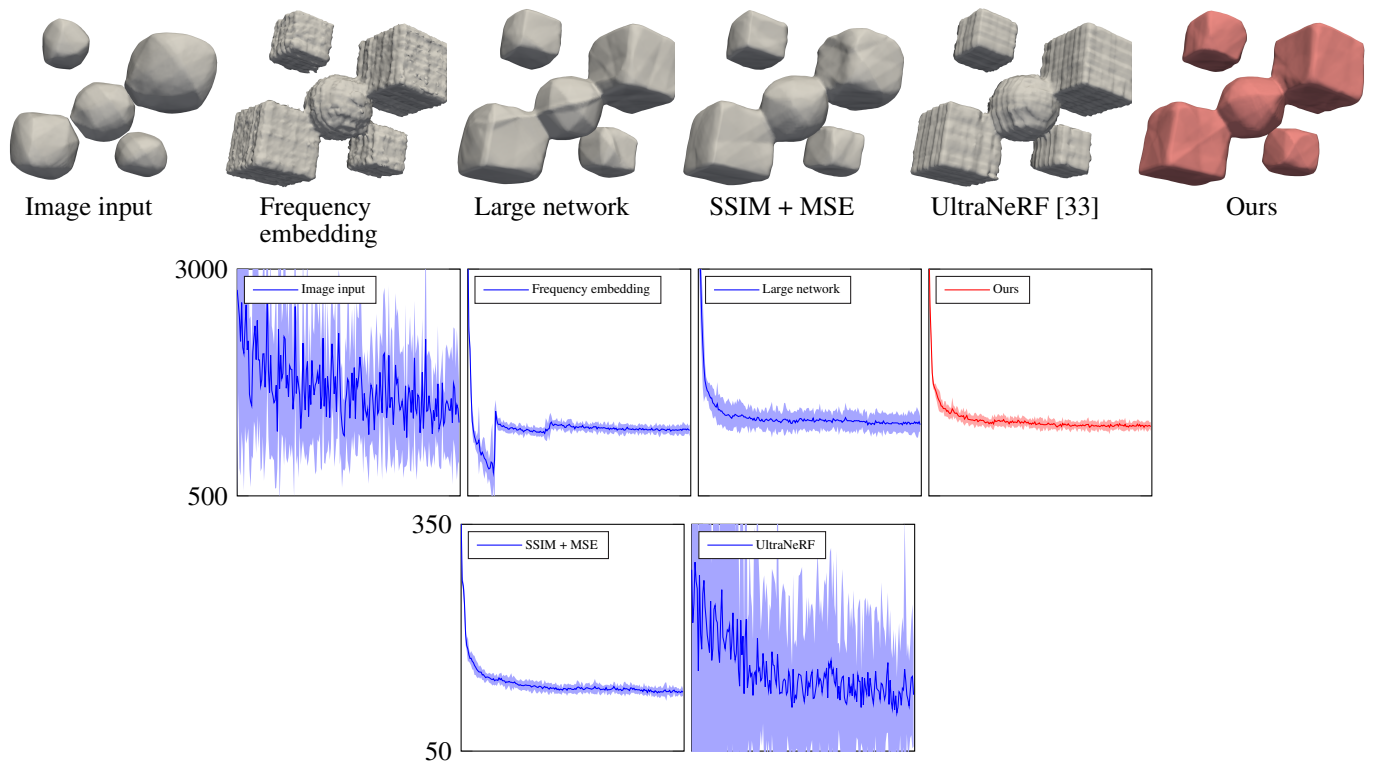 Image input
Frequency
embedding
Large network
SSIM + MSE
UltraNeRF [33]
Ours
3000
500
Image input
Frequency embedding
Large network
Ours
350
50
SSIM + MSE
UltraNeRF